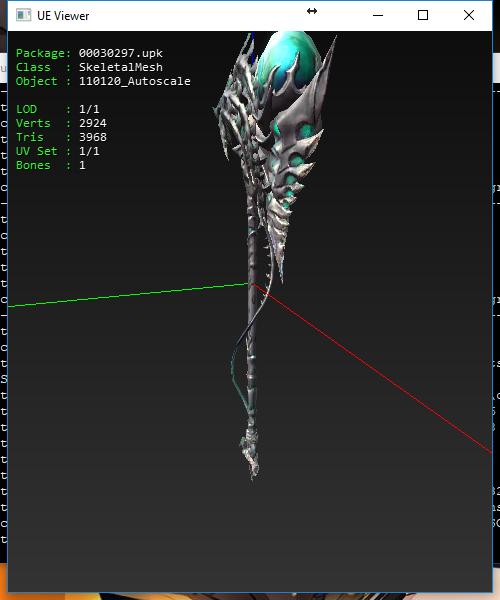 UE Viewer
Package: 00030297.upk
Class : SkeletalMesh
Object : 110120_Autoscale
LOD : 1/1
Verts : 2924
Tris : 3968
UV Set : 1/1
Bones : 1